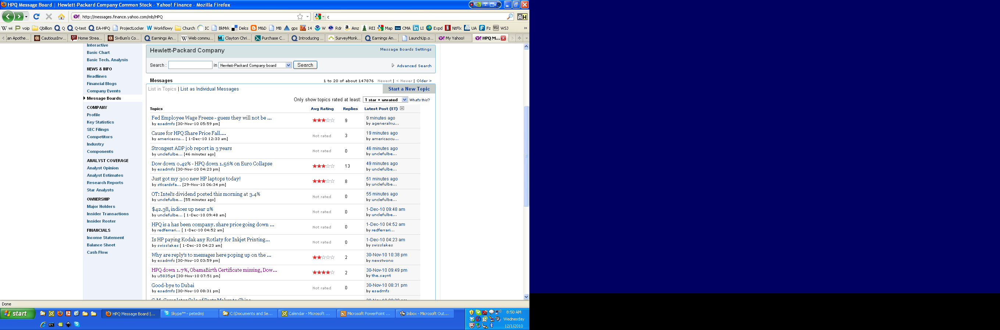 HPQ Message Board | Hewlett-Packard Company Common Stock - Yahoo! Finance - Mozilla Firefox
http://messages.finance.yahoo.com/mb/HPQ
c
wi voip Qbillion Q Q-test EA-HPQ ProjectLocker Workflowy Church IC BkMrk Delcs M&D MB gps 14 W Rdr Amz REI Map CMA LI Expd NtFlx UA Fz WSJ
:an Apothe... CautiousInv... Home Strea... SivBum's Co... Earnings An... Web commu... Clayton Chri... Purchase C... Introducing ... SurveyMonk... Earnings An... LaunchUp.o... My Yahoo! HPQ M...
Interactive
Basic Chart
Basic Tech. Analysis
NEWS & INFO
Headlines
Financial Blogs
Company Events
Message Boards
COMPANY
Profile
Key Statistics
SEC Filings
Competitors
Industry
Components
ANALYST COVERAGE
Analyst Opinion
Analyst Estimates
Research Reports
Star Analysts
OWNERSHIP
Major Holders
Insider Transactions
Insider Roster
FINANCIALS
Income Statement
Balance Sheet
Cash Flow
Hewlett-Packard Company Message Boards Settings
Search : in Hewlett-Packard Company board Search Advanced Search
Messages 1 to 20 of about 147876 Newest | < Newer | Older >
List in Topics | List as Individual Messages Start a New Topic
Only show topics rated at least: 1 star + unrated What's this?
Topics Avg Rating Replies Latest Post (ET)
Fed Employee Wage Freeze - guess they will not be ... 9 9 minutes ago
by esadmfs [30-Nov-10 05:59 pm] by ageneralnu...
Cause for HPQ Share Price Fall.... Not rated 3 19 minutes ago
by americascu... [ 1-Dec-10 12:33 am] by americascu...
Strongest ADP job report in 3 years Not rated 0 46 minutes ago
by unclefulbe... [46 minutes ago] by unclefulbe...
Dow down 0.42% - HPQ down 1.56% on Euro Collapse 13 49 minutes ago
by esadmfs [30-Nov-10 04:23 pm] by unclefulbe...
Just got my 300 new HP laptops today! 8 51 minutes ago
by stlcardsfa... [29-Nov-10 06:34 pm] by unclefulbe...
OT: Intel's dividend posted this morning at 3.4% Not rated 0 55 minutes ago
by unclefulbe... [55 minutes ago] by unclefulbe...
$42.38, indices up near 2% Not rated 0 1-Dec-10 09:48 am
by unclefulbe... [ 1-Dec-10 09:48 am] by unclefulbe...
HPQ is a has been company. share price going down ... Not rated 0 1-Dec-10 04:52 am
by redferrari... [ 1-Dec-10 04:52 am] by redferrari...
Is HP paying Kodak any Rotlaty for Inkjet Printing... Not rated 0 1-Dec-10 04:23 am
by swisslakes [ 1-Dec-10 04:23 am] by swisslakes
Why are reply's to messages here poping up on the ... 2 30-Nov-10 10:38 pm
by esadmfs [30-Nov-10 03:59 pm] by newstwono
HPQ down 1.7%, ObamaBirth Certificate missing, Dow... 2 30-Nov-10 09:49 pm
by u5835g4 [30-Nov-10 07:51 pm] by the.saynt
Good-bye to Dubai Not rated 0 30-Nov-10 08:31 pm
by esadmfs [30-Nov-10 08:31 pm] by esadmfs
Done
start HPQ Message Board |... Skype™ - petedmj C:\Documents and Se... Calendar - Microsoft ... Microsoft PowerPoint ... Inbox - Microsoft Out... 8:50 AM
Wednesday
12/1/2010